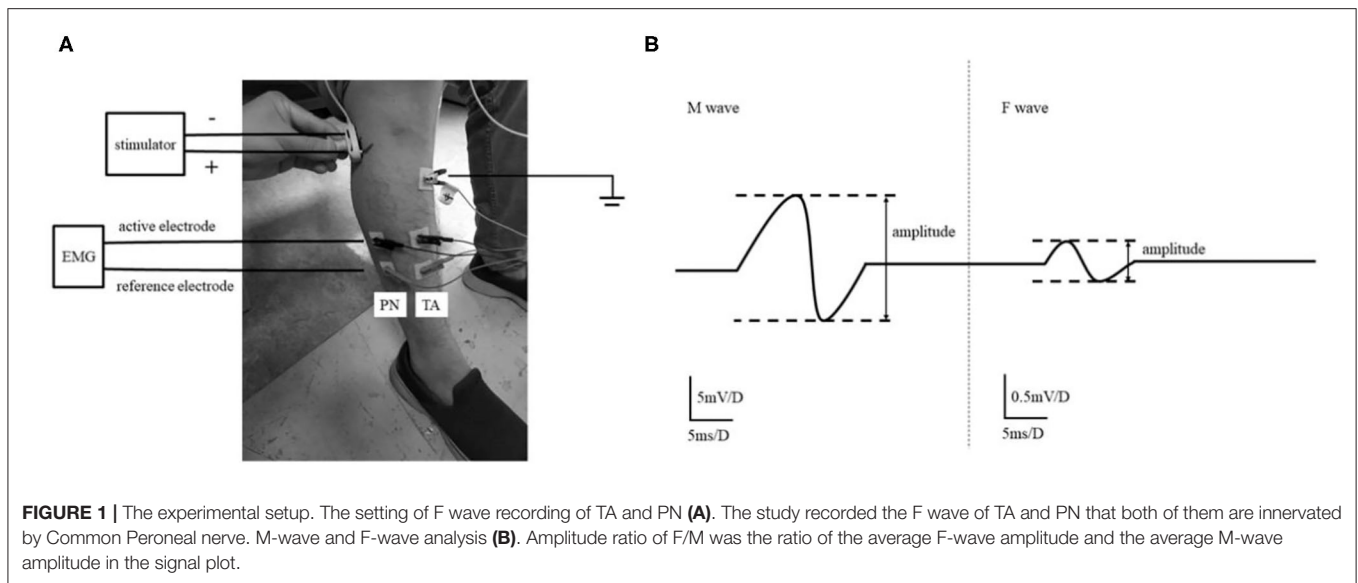 A
B
stimulator
-
+
active electrode
EMG
reference electrode
PN TA
M wave
F wave
amplitude
amplitude
5mV/D
5ms/D
0.5mV/D
5ms/D
FIGURE 1 | The experimental setup. The setting of F wave recording of TA and PN (A). The study recorded the F wave of TA and PN that both of them are innervated
by Common Peroneal nerve. M-wave and F-wave analysis (B). Amplitude ratio of F/M was the ratio of the average F-wave amplitude and the average M-wave
amplitude in the signal plot.